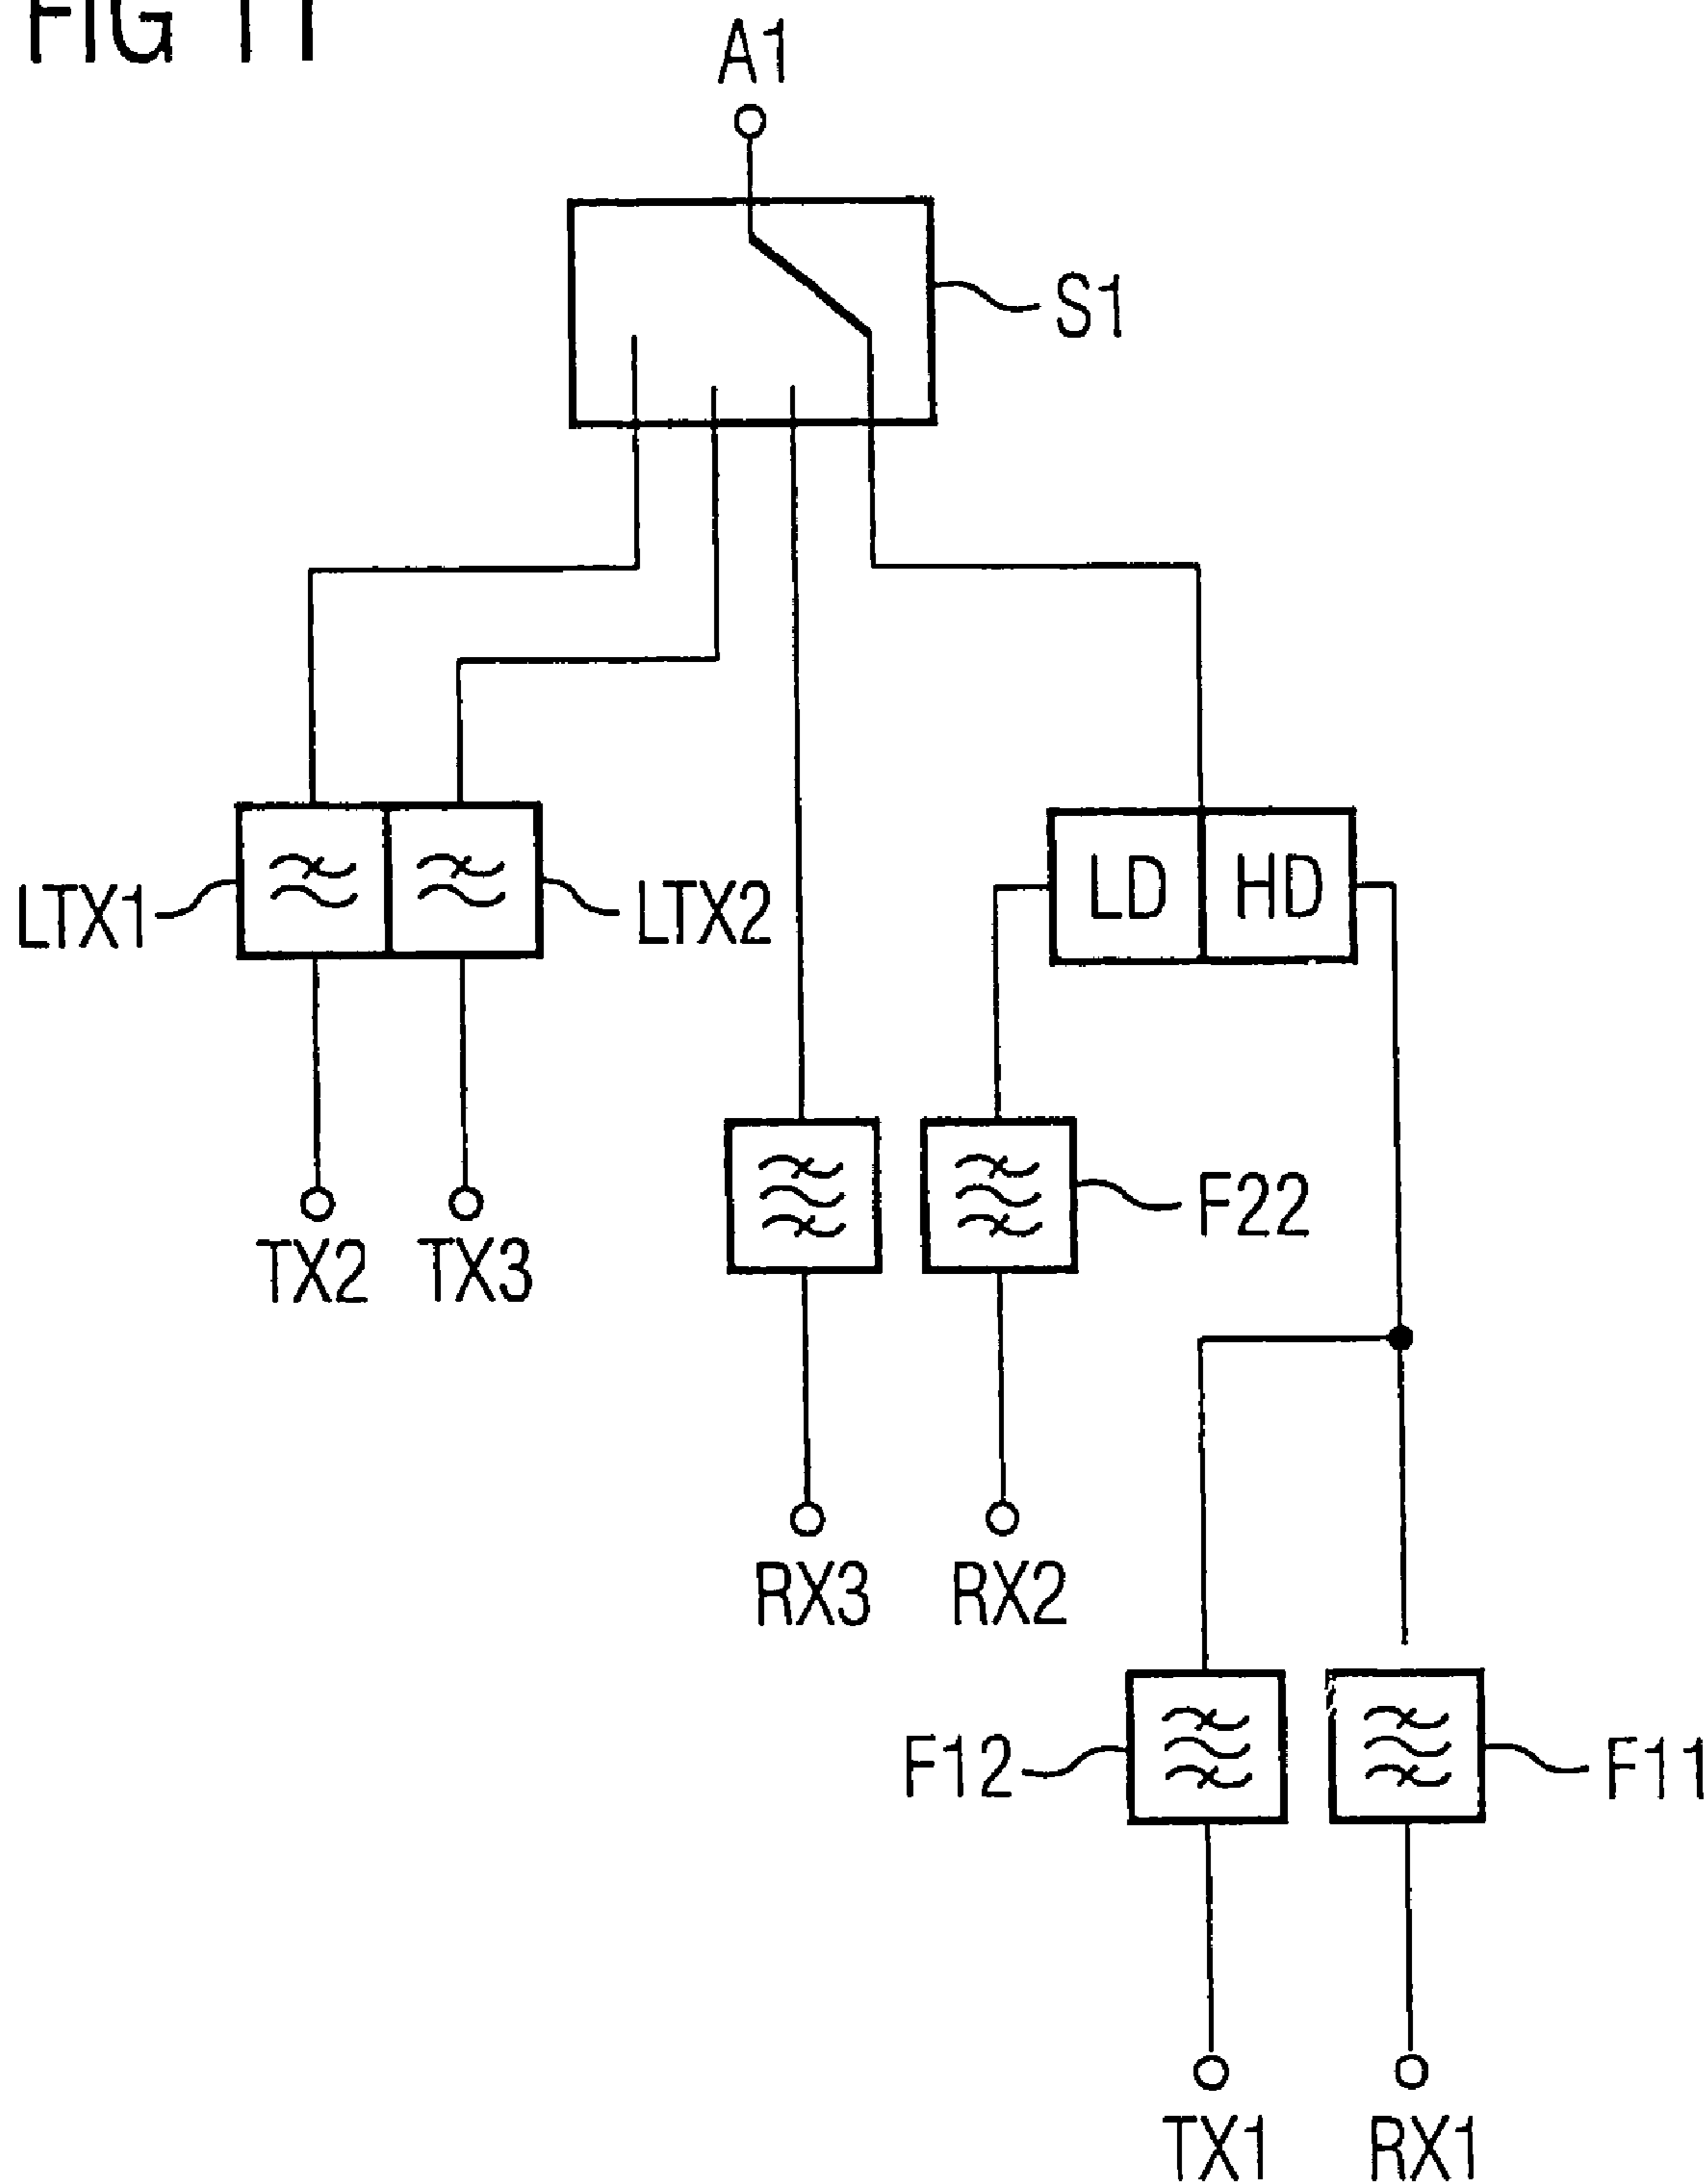 FIG 11
A1
S1
LTX1
LTX2
LD
HD
TX2
TX3
F22
RX3
RX2
F12
F11
TX1
RX1